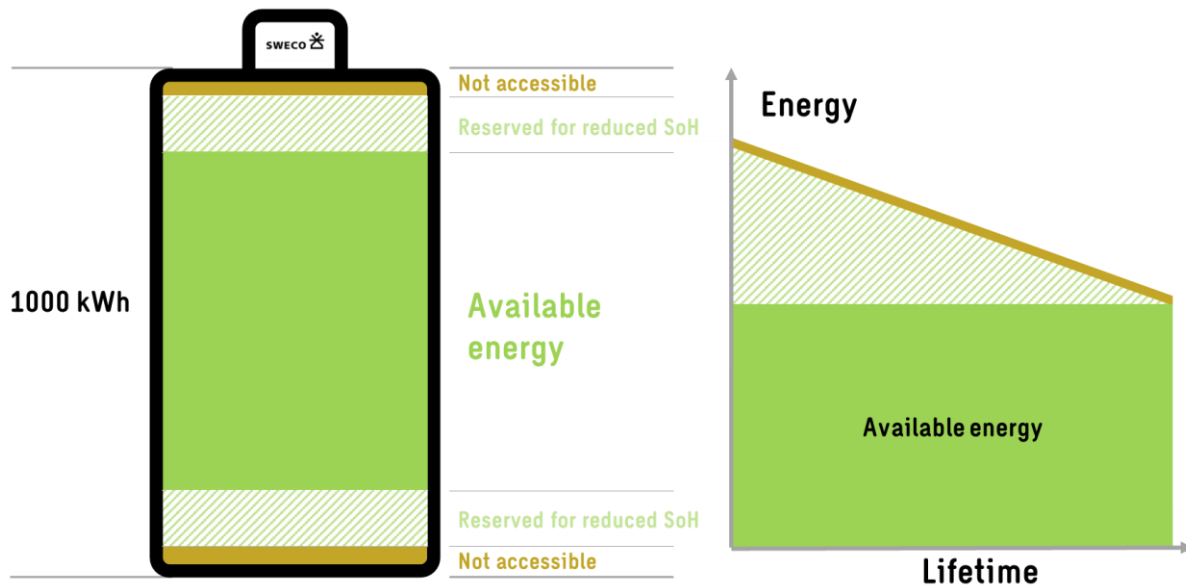 SWECO
Not accessible
Reserved for reduced SoH
1000 kWh
Available
energy
Reserved for reduced SoH
Not accessible
Energy
Available energy
Lifetime